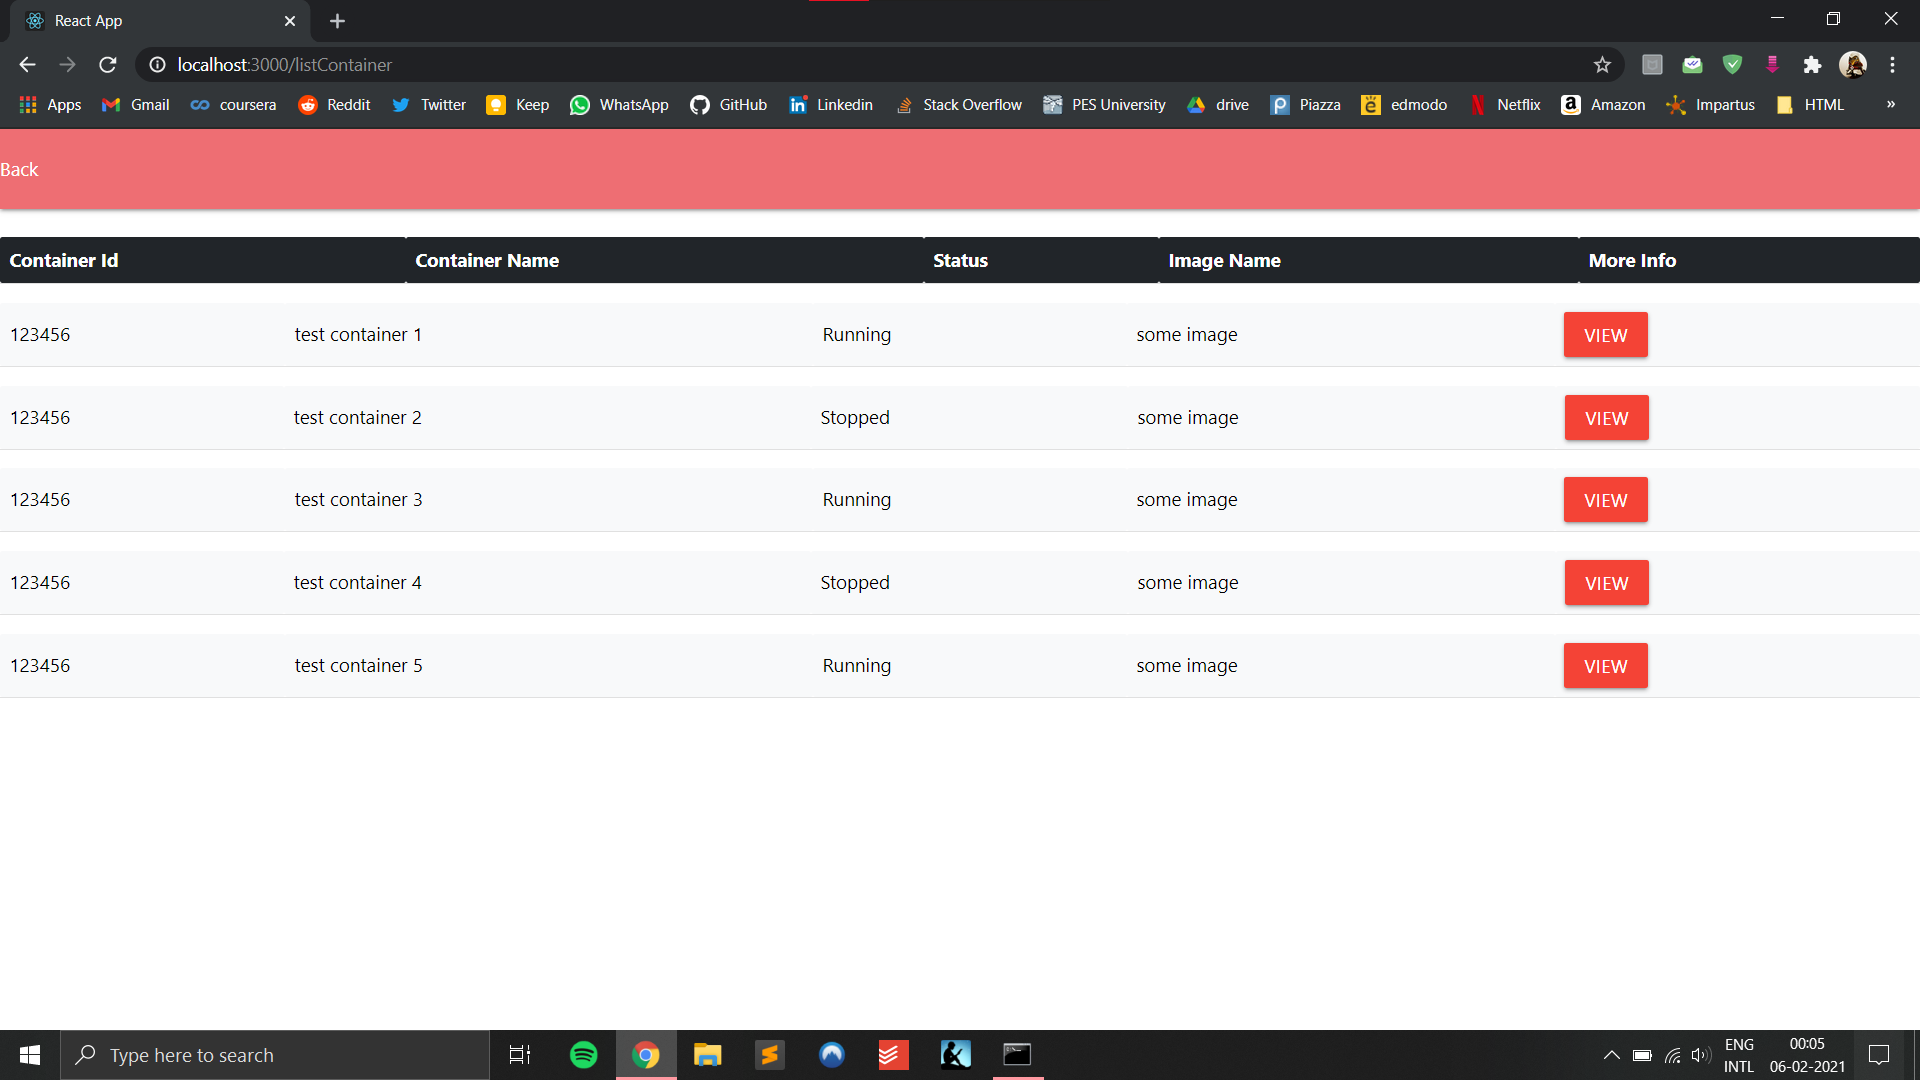 React App
localhost:3000/listContainer
Apps Gmail coursera Reddit Twitter Keep WhatsApp GitHub Linkedin Stack Overflow PES University drive Piazza edmodo Netflix Amazon Impartus HTML »
Back
Container Id Container Name Status Image Name More Info
123456 test container 1 Running some image VIEW
123456 test container 2 Stopped some image VIEW
123456 test container 3 Running some image VIEW
123456 test container 4 Stopped some image VIEW
123456 test container 5 Running some image VIEW
Type here to search
ENG 00:05
INTL 06-02-2021